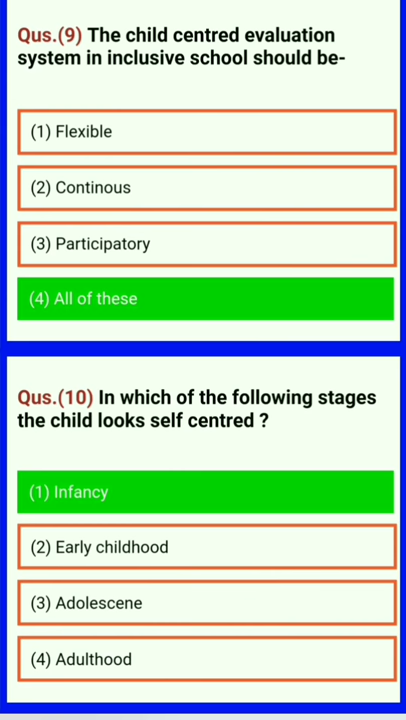 Qus.(9) The child centred evaluation
system in inclusive school should be-
(1) Flexible
(2) Continous
(3) Participatory
(4) All of these
Qus.(10) In which of the following stages
the child looks self centred ?
(1) Infancy
(2) Early childhood
(3) Adolescene
(4) Adulthood